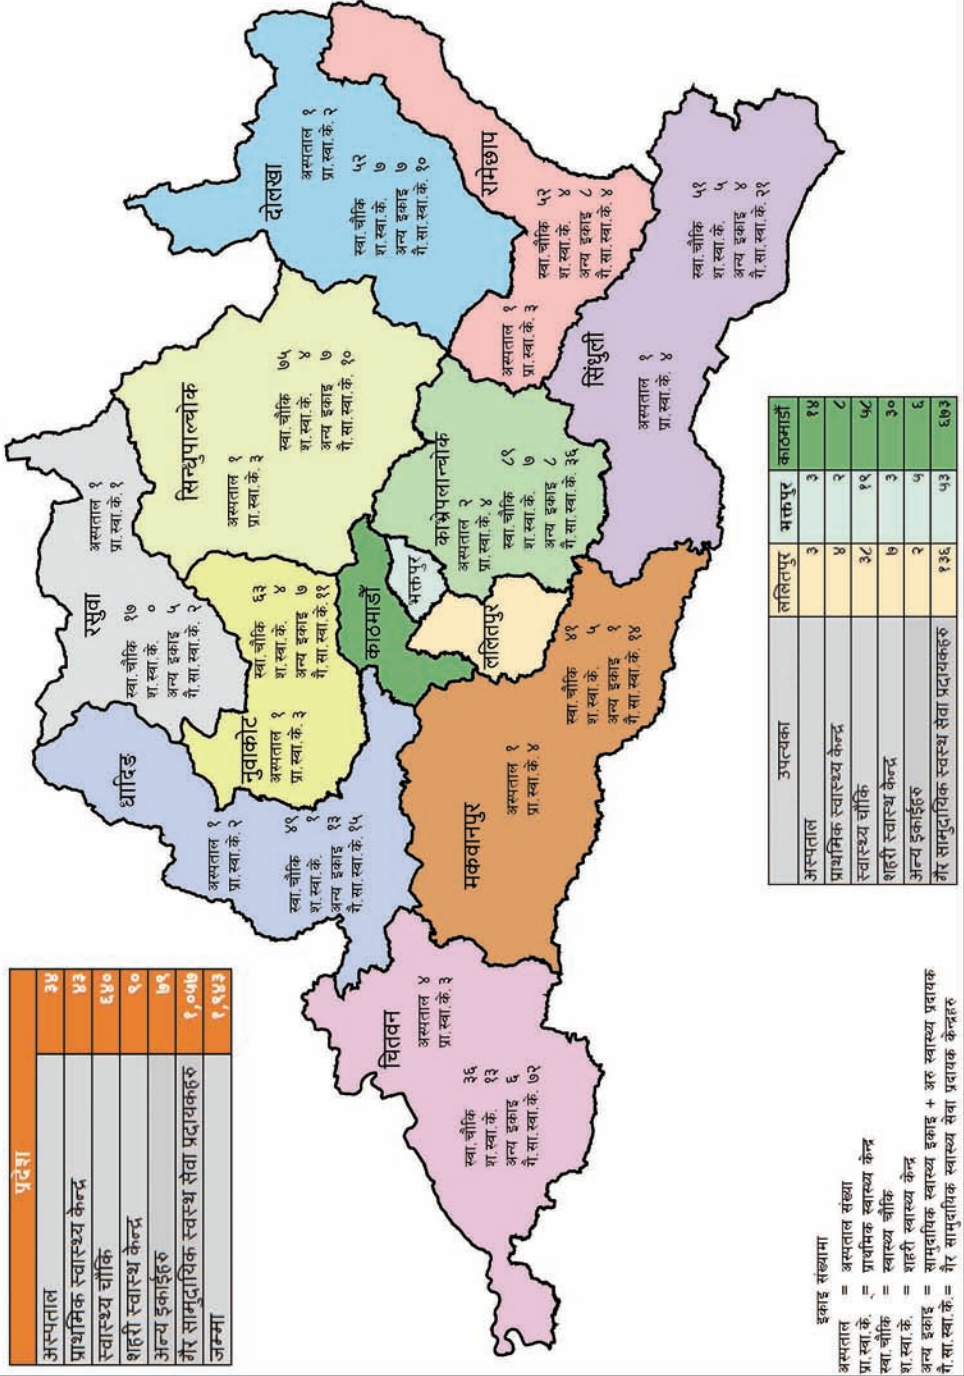 प्रदेश
अस्पताल ३४
प्राथमिक स्वास्थ्य केन्द्र ४३
स्वास्थ्य चौकि ६४०
शहरी स्वास्थ केन्द्र ९०
अन्य इकाईहरु ७९
गैर सामुदायिक स्वस्थ सेवा प्रदायकहरु १,०५७
जम्मा १,९४३
रसुवा
अस्पताल १
प्रा.स्वा.के. १
स्वा.चौकि १७
श.स्वा.के. ०
अन्य इकाइ ५
गै.सा.स्वा.के. २
धादिङ
अस्पताल १
प्रा.स्वा.के. २
स्वा.चौकि ४९
श.स्वा.के. १
अन्य इकाइ १३
गै.सा.स्वा.के. १५
नुवाकोट
अस्पताल १
प्रा.स्वा.के. ३
स्वा.चौकि ६३
श.स्वा.के. ४
अन्य इकाइ ७
गै.सा.स्वा.के. ११
सिन्धुपाल्चोक
अस्पताल १
प्रा.स्वा.के. ३
स्वा.चौकि ७५
श.स्वा.के. ४
अन्य इकाइ ७
गै.सा.स्वा.के. १०
दोलखा
अस्पताल १
प्रा.स्वा.के. २
स्वा.चौकि ५२
श.स्वा.के. ७
अन्य इकाइ ७
गै.सा.स्वा.के. १०
चितवन
अस्पताल ४
प्रा.स्वा.के. ३
स्वा.चौकि ३६
श.स्वा.के. १३
अन्य इकाइ ६
गै.सा.स्वा.के. ७२
मकवानपुर
अस्पताल १
प्रा.स्वा.के. ४
स्वा.चौकि ४१
श.स्वा.के. ५
अन्य इकाइ १
गै.सा.स्वा.के. १४
काठमाडौं
भक्तपुर
ललितपुर
काभ्रेपलान्चोक
अस्पताल २
प्रा.स्वा.के. ४
स्वा.चौकि ८९
श.स्वा.के. ७
अन्य इकाइ ८
गै.सा.स्वा.के. ३६
रामेछाप
अस्पताल १
प्रा.स्वा.के. ३
स्वा.चौकि ५२
श.स्वा.के. ४
अन्य इकाइ ८
गै.सा.स्वा.के. ४
सिंधुली
अस्पताल १
प्रा.स्वा.के. ४
स्वा.चौकि ५१
श.स्वा.के. ५
अन्य इकाइ ४
गै.सा.स्वा.के. २१
उपत्यका ललितपुर भक्तपुर काठमाडौं
अस्पताल ३ ३ १४
प्राथमिक स्वास्थ्य केन्द्र ४ २ ८
स्वास्थ्य चौकि ३८ १९ ५८
शहरी स्वास्थ केन्द्र ७ ३ ३०
अन्य इकाईहरु २ ५ ६
गैर सामुदायिक स्वस्थ सेवा प्रदायकहरु १३६ ५३ ६७३
इकाइ संख्यामा
अस्पताल = अस्पताल संख्या
प्रा.स्वा.के. = प्राथमिक स्वास्थ्य केन्द्र
स्वा.चौकि = स्वास्थ्य चौकि
श.स्वा.के. = शहरी स्वास्थ्य केन्द्र
अन्य इकाइ = सामुदायिक स्वास्थ्य इकाइ + अरु स्वास्थ्य प्रदायक
गै.सा.स्वा.के.= गैर सामुदायिक स्वास्थ्य सेवा प्रदायक केन्द्रहरु